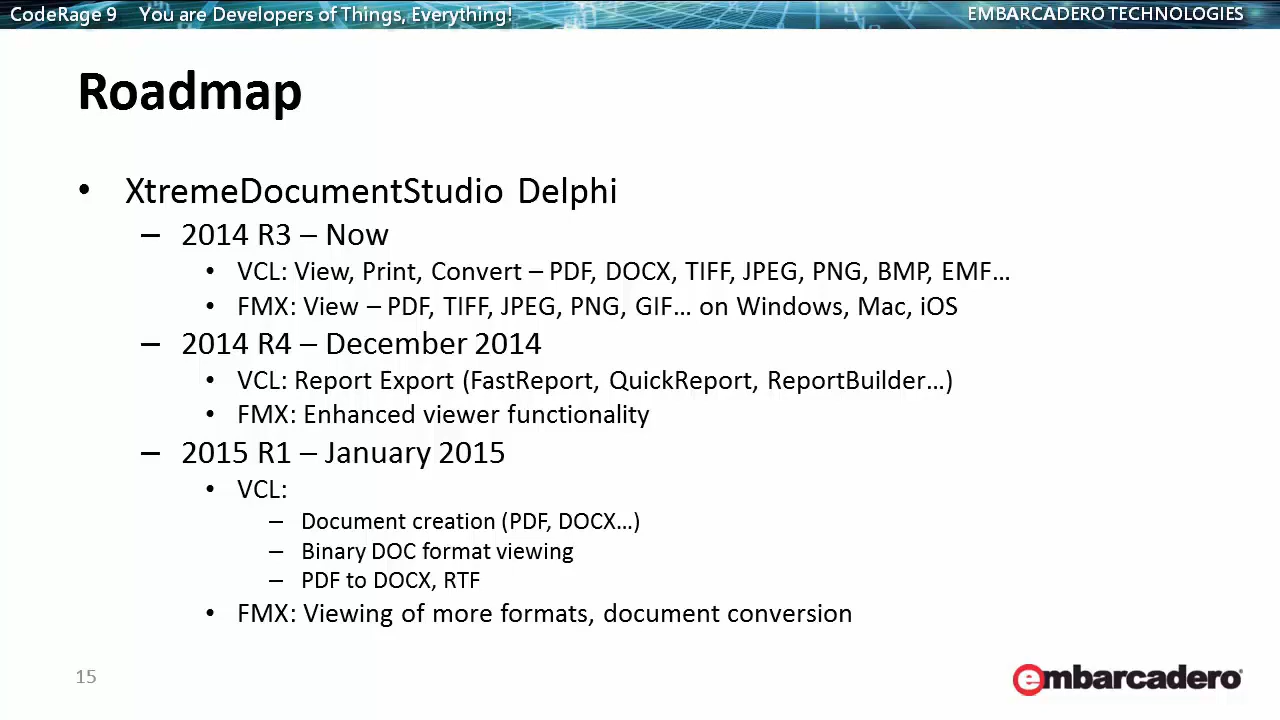 CodeRage 9 You are Developers of Things, Everything! EMBARCADERO TECHNOLOGIES
Roadmap
• XtremeDocumentStudio Delphi
– 2014 R3 – Now
• VCL: View, Print, Convert – PDF, DOCX, TIFF, JPEG, PNG, BMP, EMF…
• FMX: View – PDF, TIFF, JPEG, PNG, GIF… on Windows, Mac, iOS
– 2014 R4 – December 2014
• VCL: Report Export (FastReport, QuickReport, ReportBuilder…)
• FMX: Enhanced viewer functionality
– 2015 R1 – January 2015
• VCL:
– Document creation (PDF, DOCX…)
– Binary DOC format viewing
– PDF to DOCX, RTF
• FMX: Viewing of more formats, document conversion
15
embarcadero